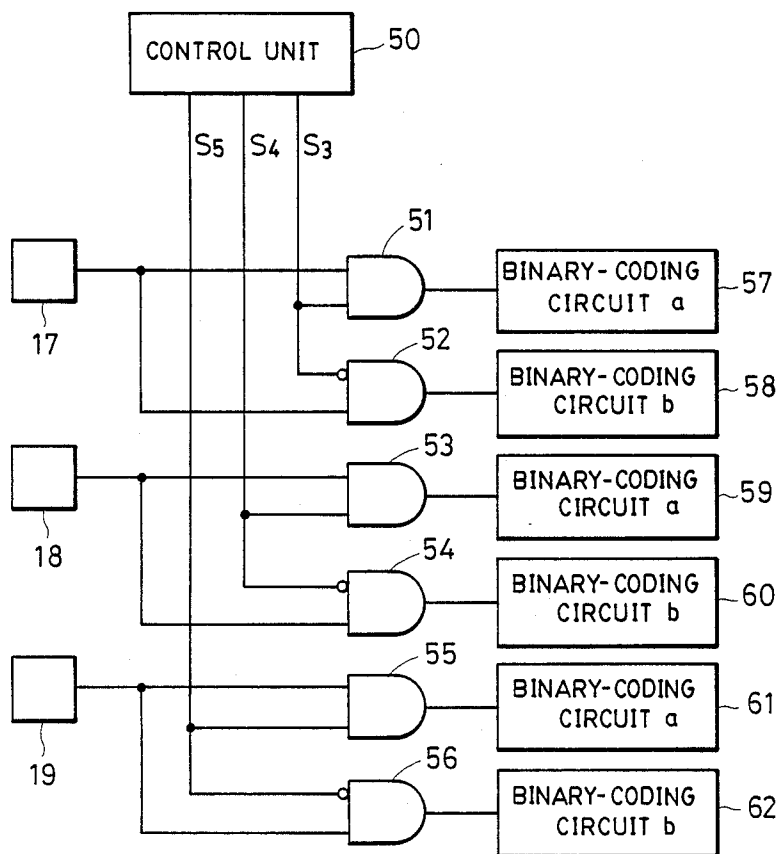 CONTROL UNIT
50
S5 S4 S3
51
BINARY-CODING
CIRCUIT a
57
17
52
BINARY-CODING
CIRCUIT b
58
53
BINARY-CODING
CIRCUIT a
59
18
54
BINARY-CODING
CIRCUIT b
60
55
BINARY-CODING
CIRCUIT a
61
19
56
BINARY-CODING
CIRCUIT b
62